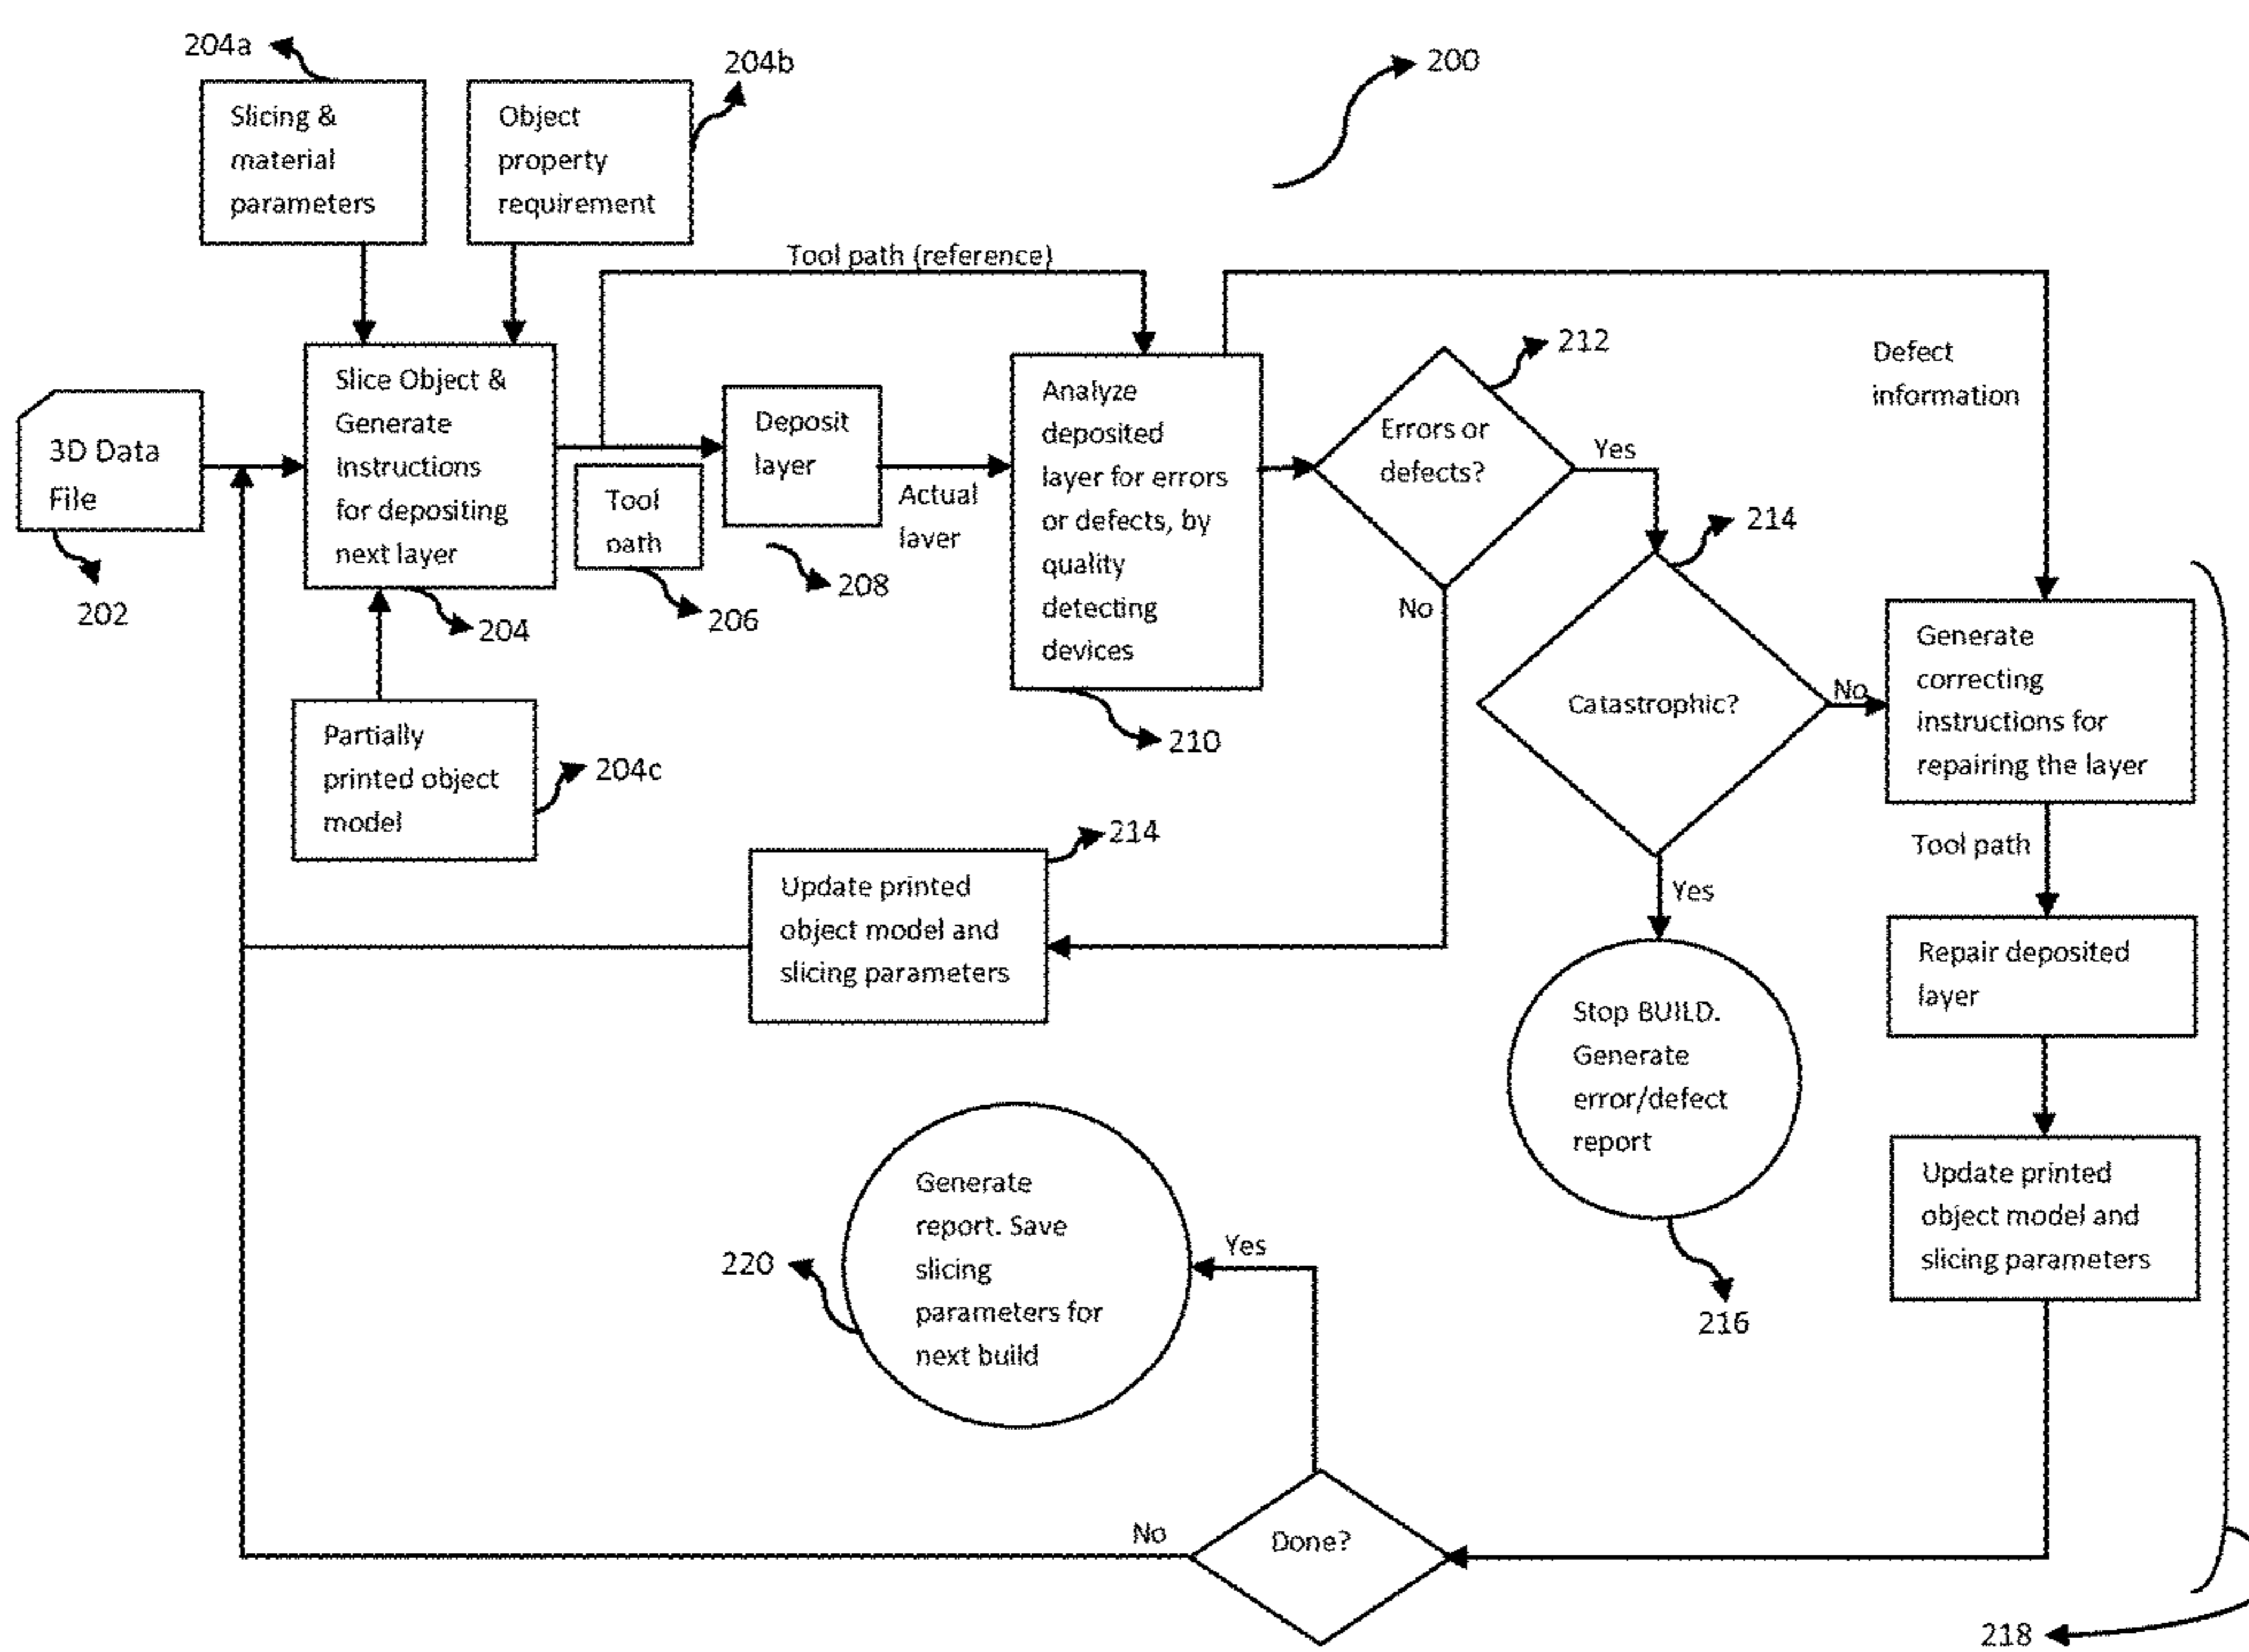 204a
204b
200
Slicing &
material
parameters
Object
property
requirement
Tool path (reference)
212
Defect
information
3D Data
File
202
Slice Object &
Generate
Instructions
for depositing
next layer
204
Tool
path
206
Deposit
layer
208
Actual
laver
Analyze
deposited
layer for errors
or defects, by
quality
detecting
devices
210
Errors or
defects?
Yes
No
214
Catastrophic?
No
Yes
Generate
correcting
instructions for
repairing the layer
Tool path
Partially
printed object
model
204c
214
Update printed
object model and
slicing parameters
Repair deposited
layer
Stop BUILD.
Generate
error/defect
report
216
Update printed
object model and
slicing parameters
Generate
report. Save
slicing
parameters for
next build
220
Yes
No
Done?
218